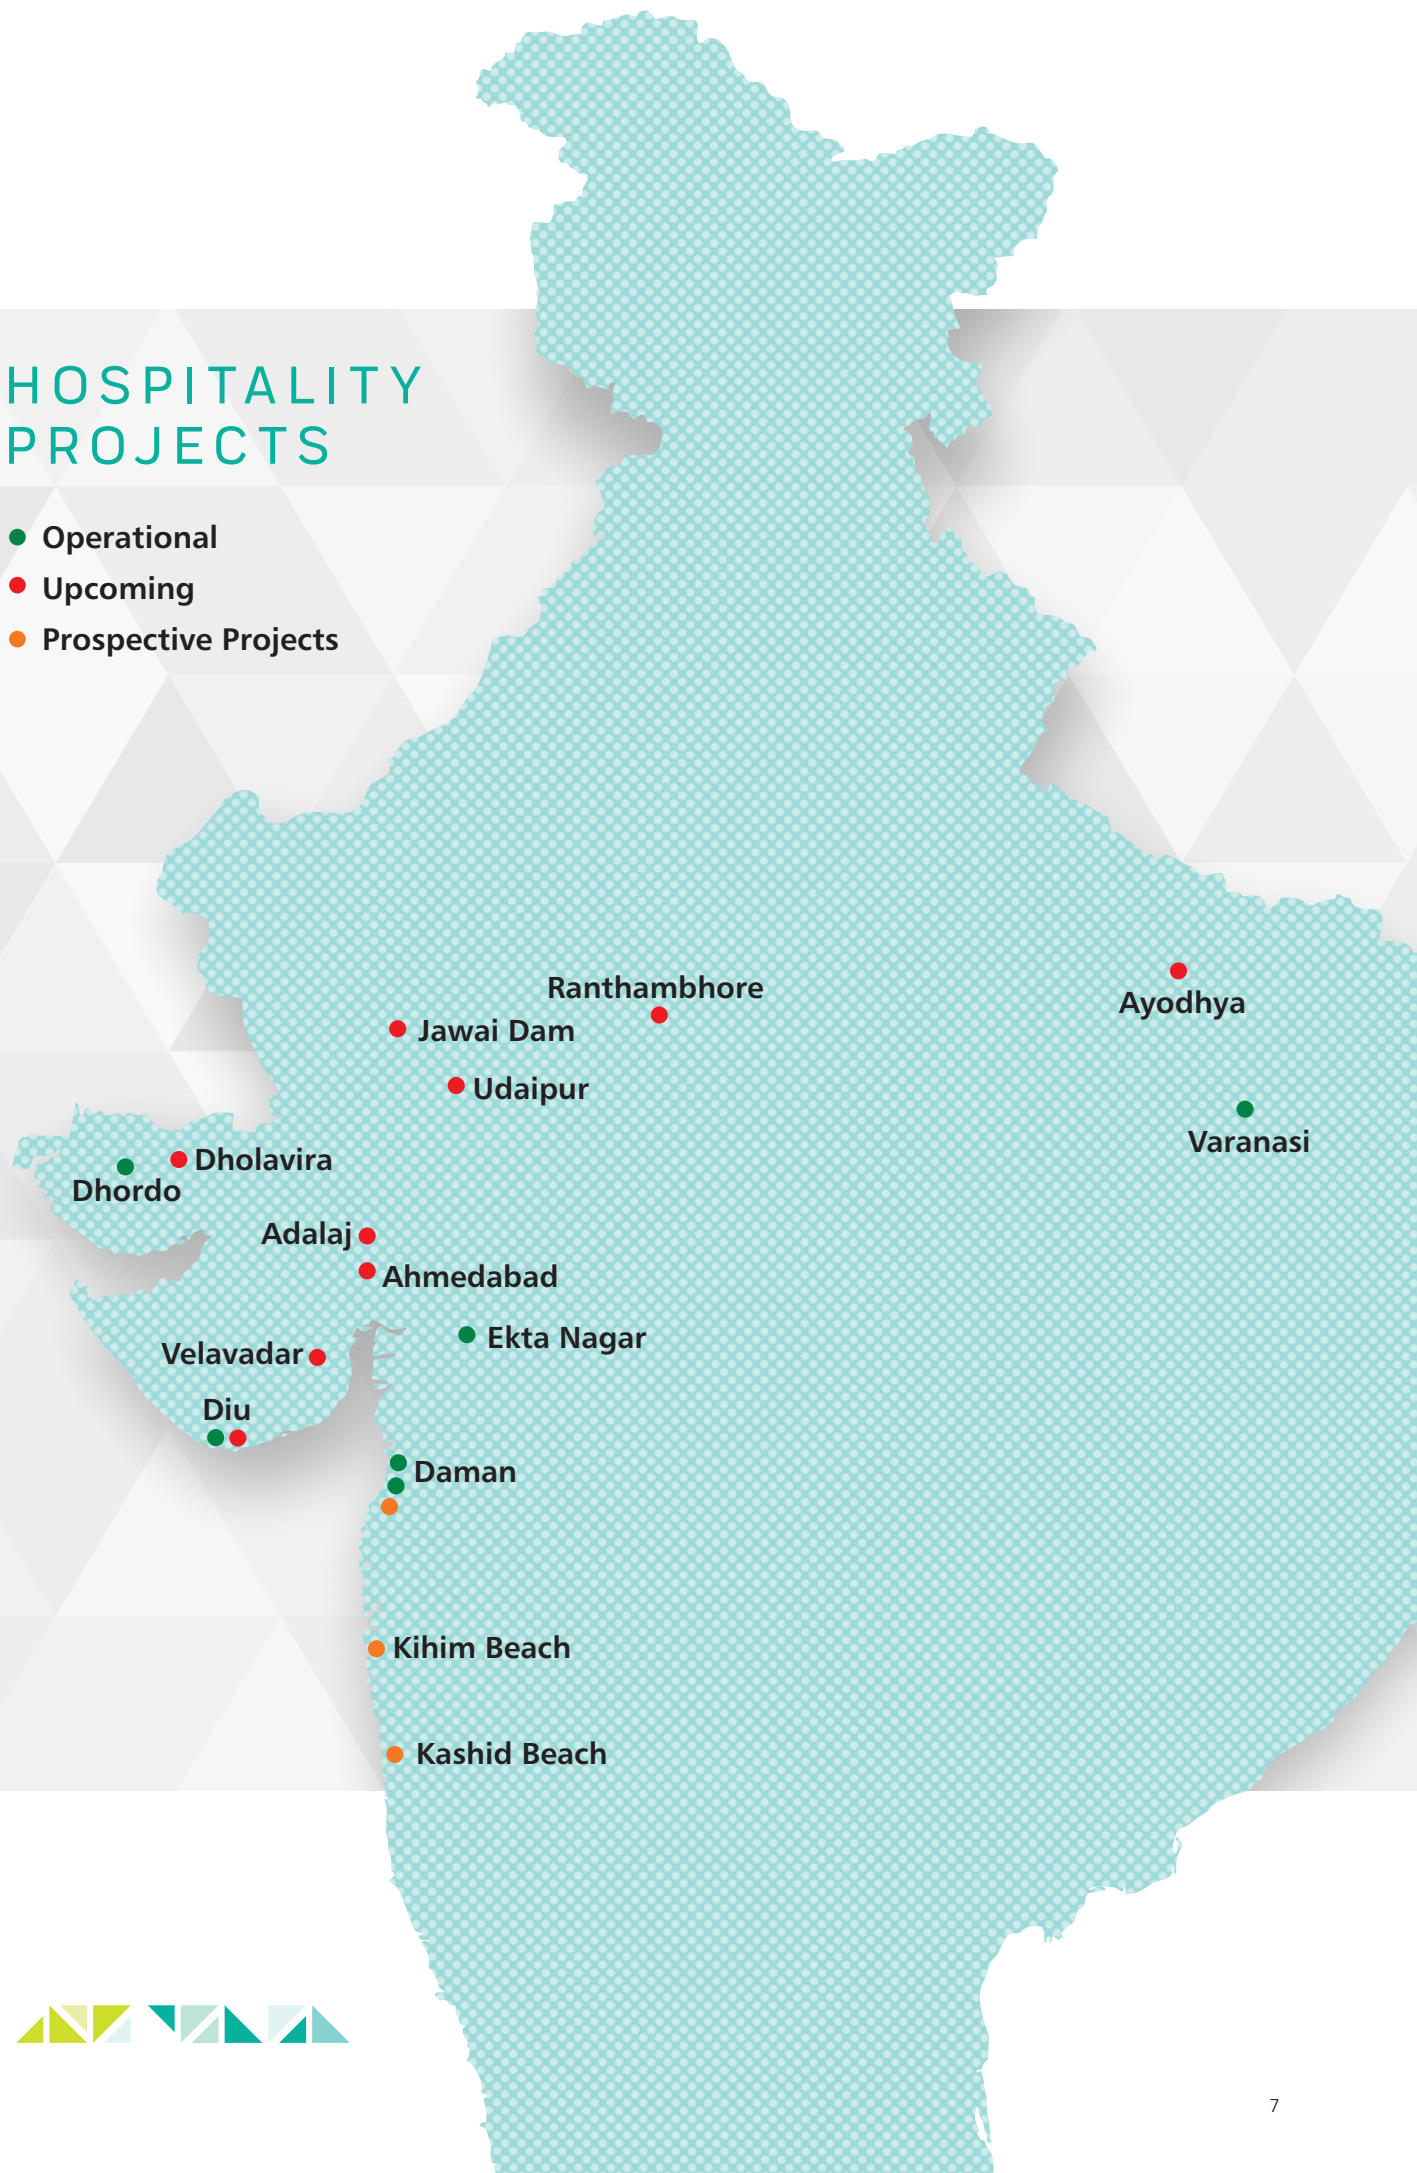 HOSPITALITY
PROJECTS
Operational
Upcoming
Prospective Projects
Ranthambhore
Ayodhya
Jawai Dam
Udaipur
Varanasi
Dholavira
Dhordo
Adalaj
Ahmedabad
Ekta Nagar
Velavadar
Diu
Daman
Kihim Beach
Kashid Beach
7